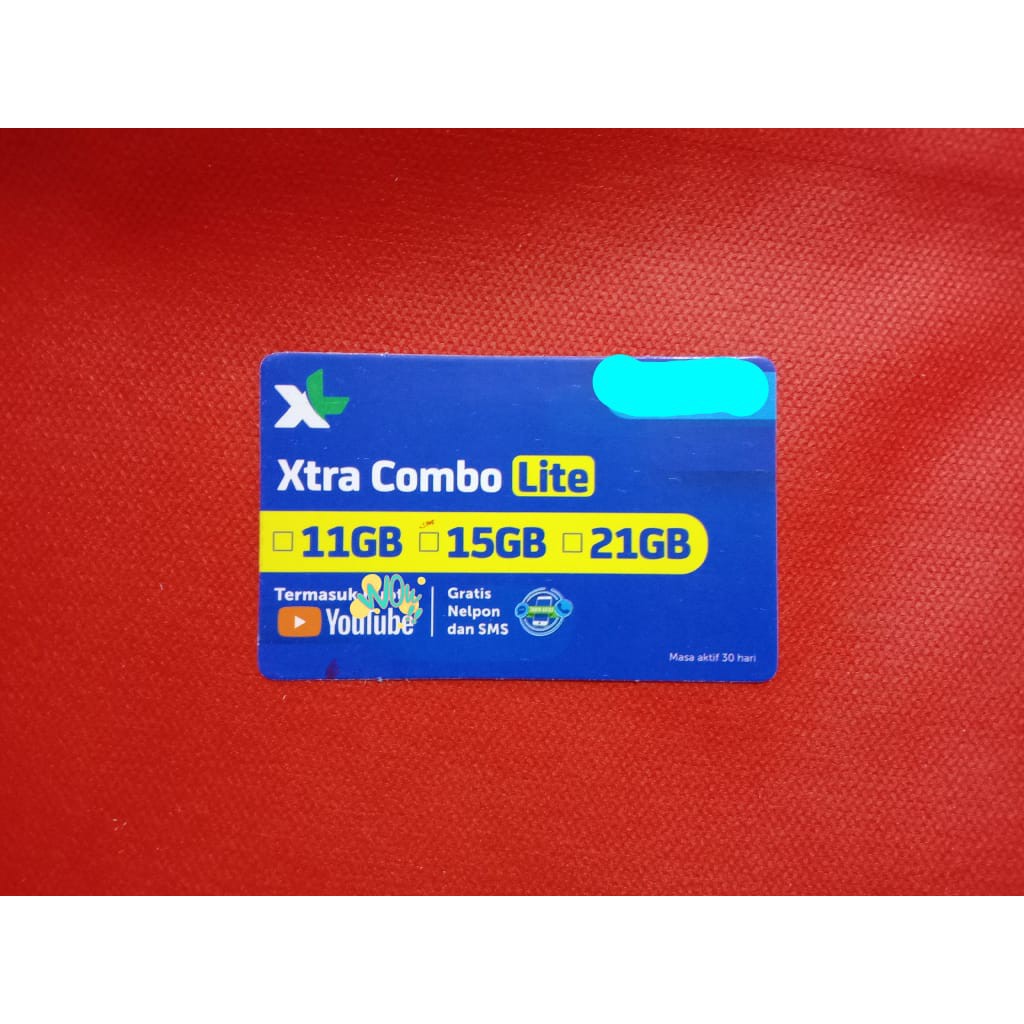 XL
Xtra Combo Lite
11GB 15GB 21GB
Termasuk
YouTube
Gratis
Nelpon
dan SMS
Masa aktif 30 hari